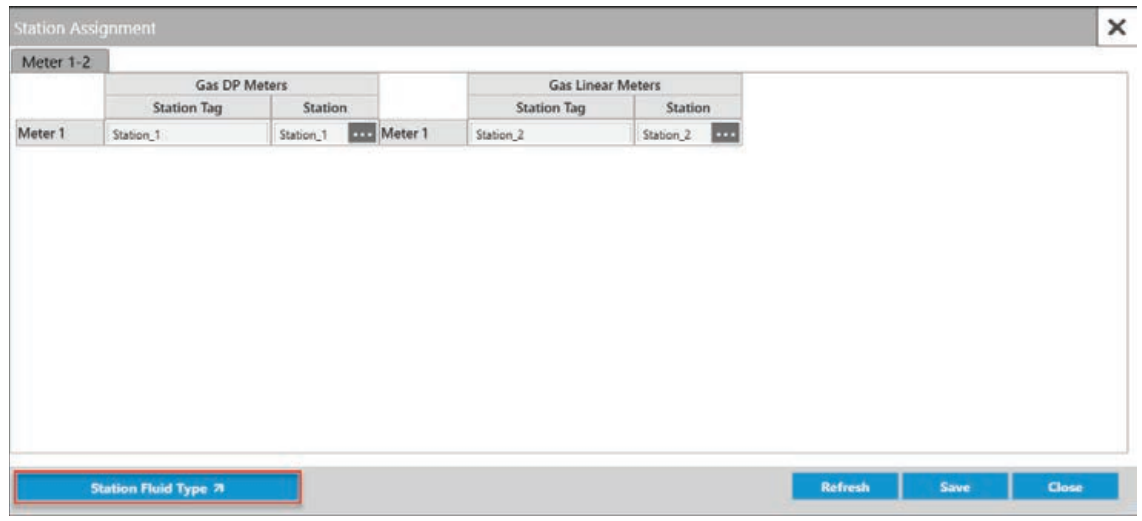 Station Assignment
Meter 1-2
Gas DP Meters Gas Linear Meters
Station Tag Station Station Tag Station
Meter 1 Station_1 Station_1 ... Meter 1 Station_2 Station_2 ...
Station Fluid Type Refresh Save Close